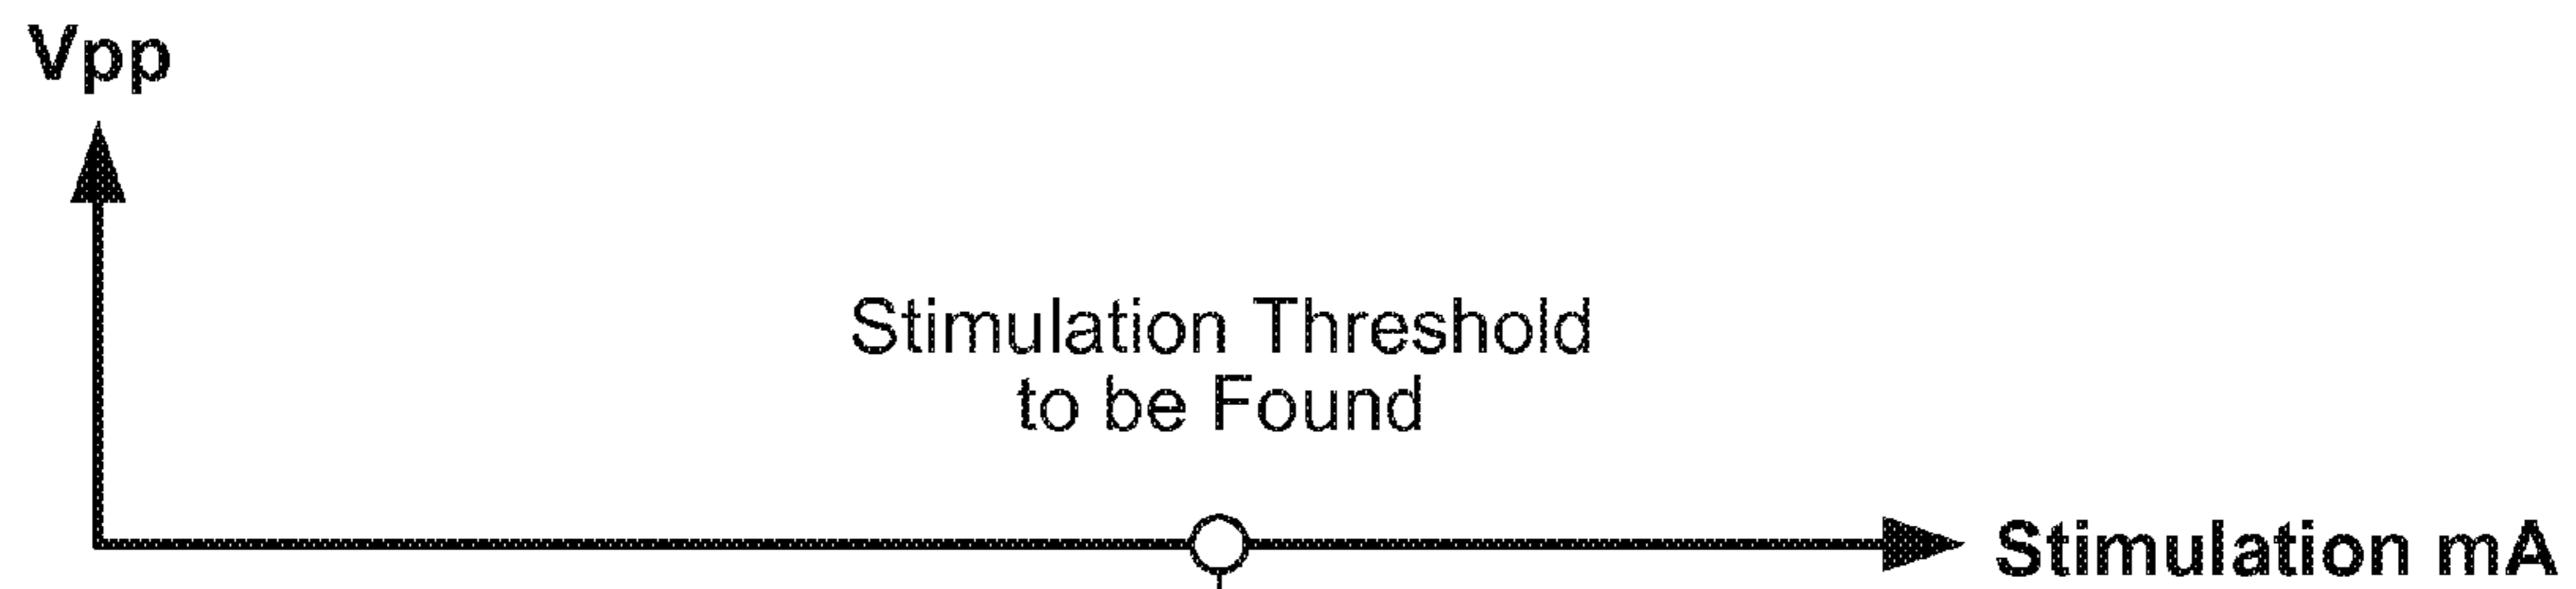 Vpp
Stimulation Threshold
to be Found
Stimulation mA